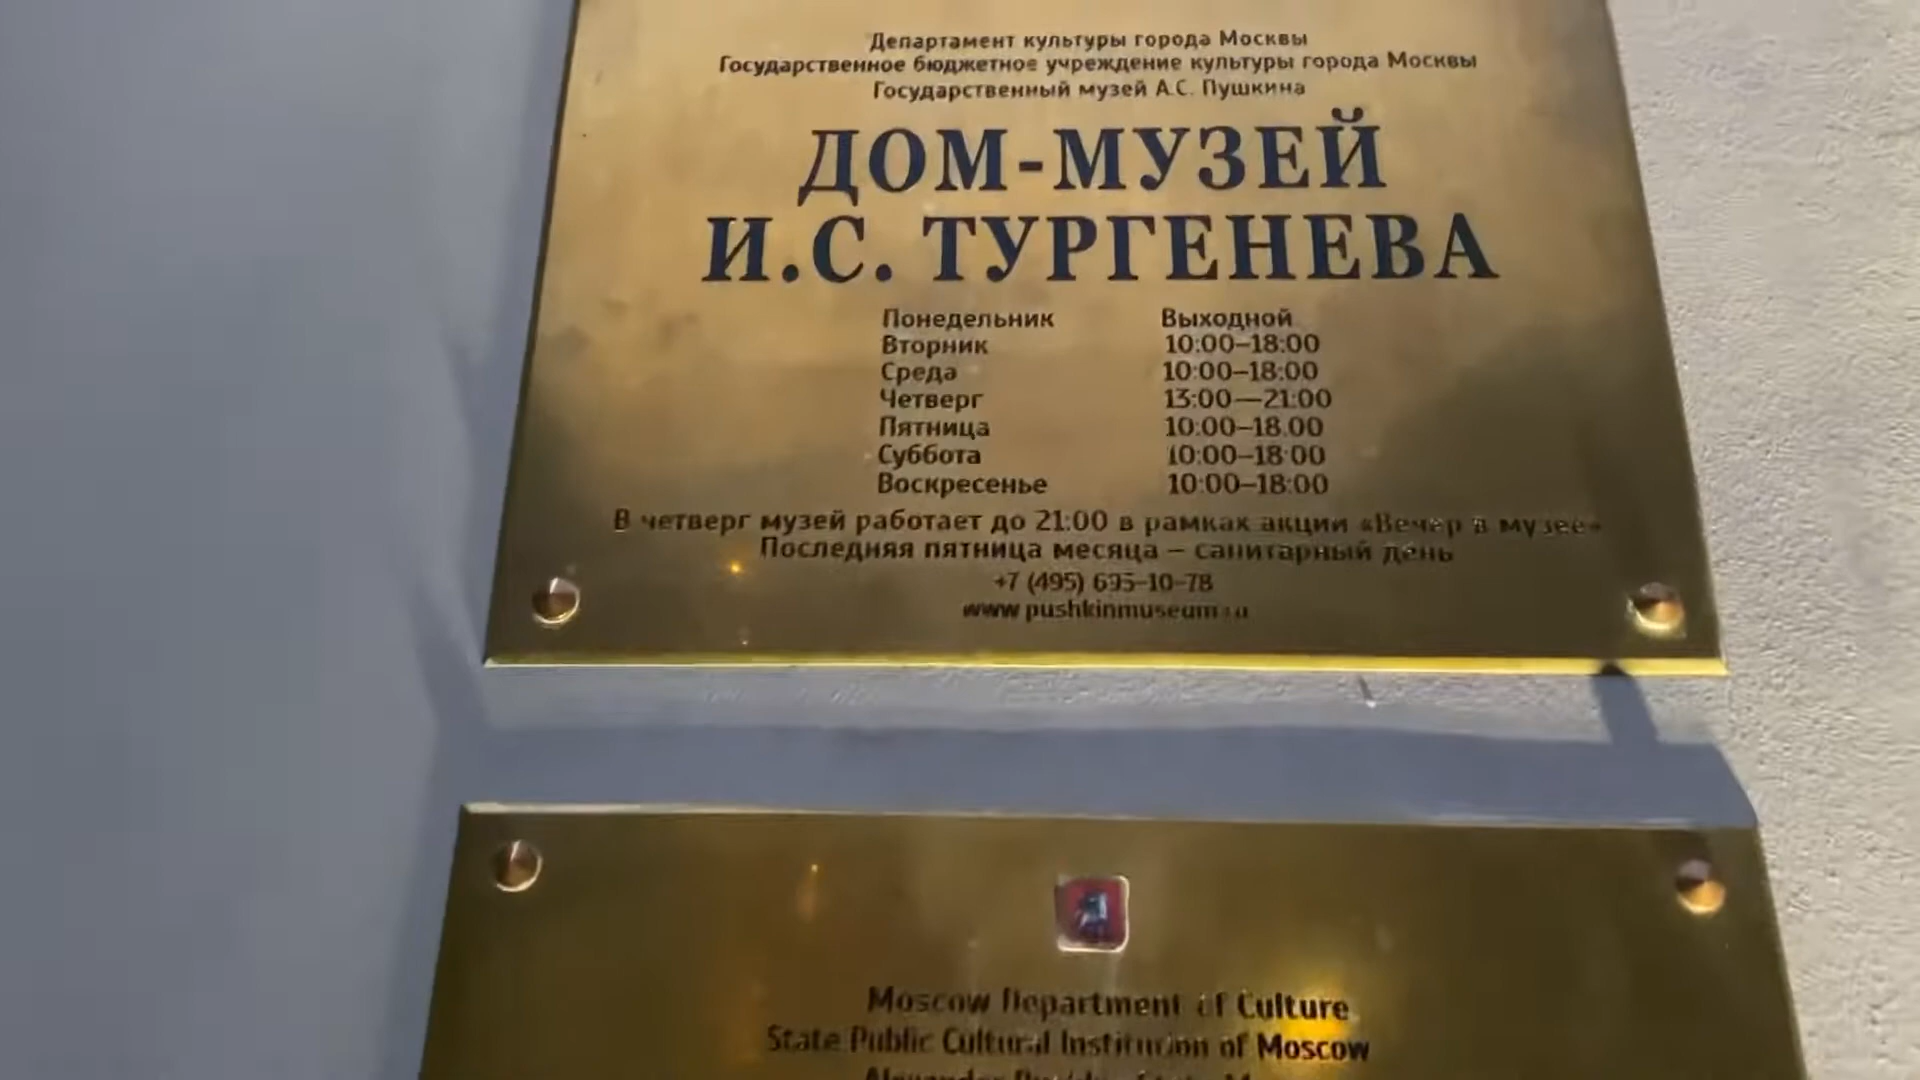 Департамент культуры города Москвы
Государственное бюджетное учреждение культуры города Москвы
Государственный музей А.С. Пушкина
ДОМ-МУЗЕЙ
И.С. ТУРГЕНЕВА
Понедельник Выходной
Вторник 10:00–18:00
Среда 10:00–18:00
Четверг 13:00—21:00
Пятница 10:00–18.00
Суббота 10:00–18:00
Воскресенье 10:00–18:00
В четверг музей работает до 21:00 в рамках акции «Вечер в музее»
Последняя пятница месяца – санитарный день
+7 (495) 695-10-78
www.pushkinmuseum.ru
Moscow Department of Culture
State Public Cultural Institution of Moscow